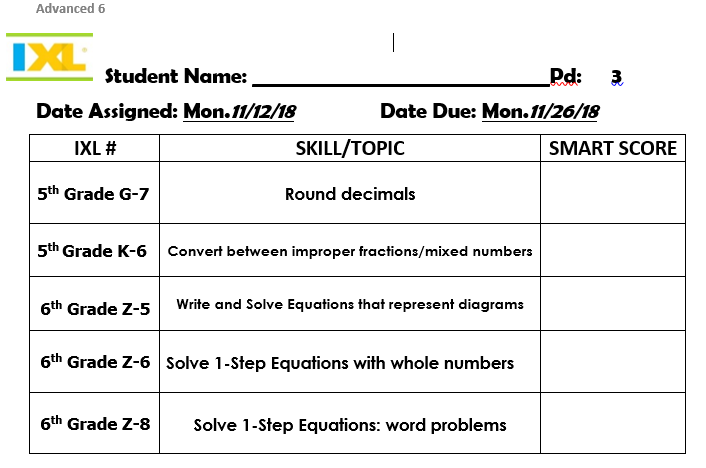 Advanced 6
IXL
Student Name: ______________________________Pd: 3
Date Assigned: Mon.11/12/18 Date Due: Mon.11/26/18
IXL # SKILL/TOPIC SMART SCORE
5th Grade G-7 Round decimals
5th Grade K-6 Convert between improper fractions/mixed numbers
6th Grade Z-5 Write and Solve Equations that represent diagrams
6th Grade Z-6 Solve 1-Step Equations with whole numbers
6th Grade Z-8 Solve 1-Step Equations: word problems